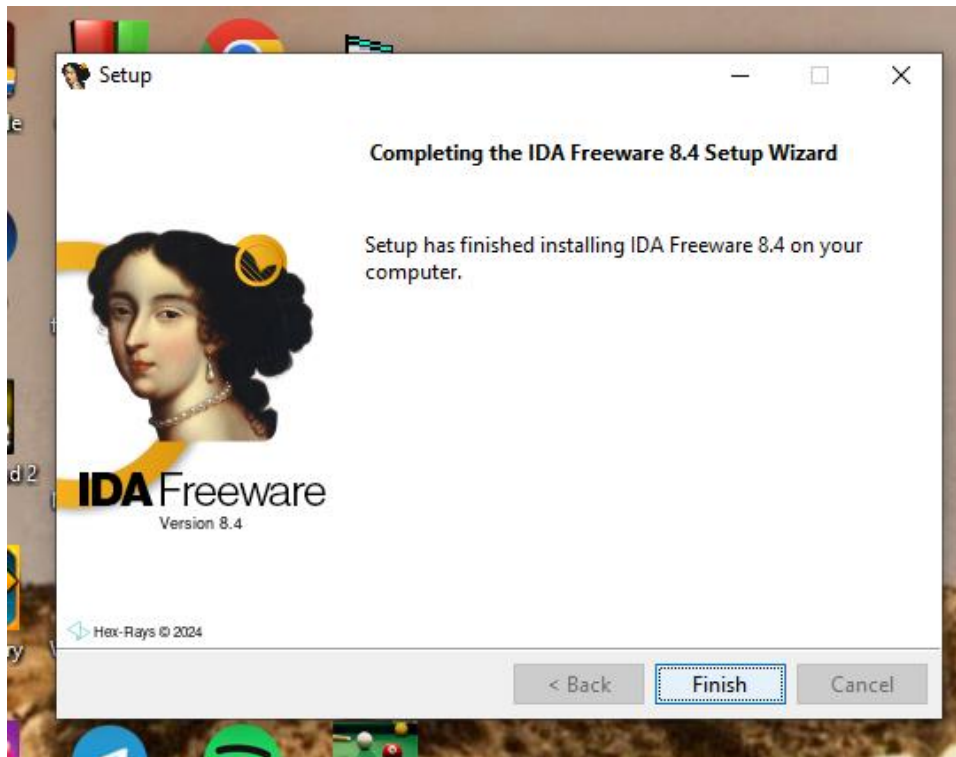 Setup
Completing the IDA Freeware 8.4 Setup Wizard
Setup has finished installing IDA Freeware 8.4 on your
computer.
IDA Freeware
Version 8.4
Hex-Rays © 2024
< Back
Finish
Cancel
d 2